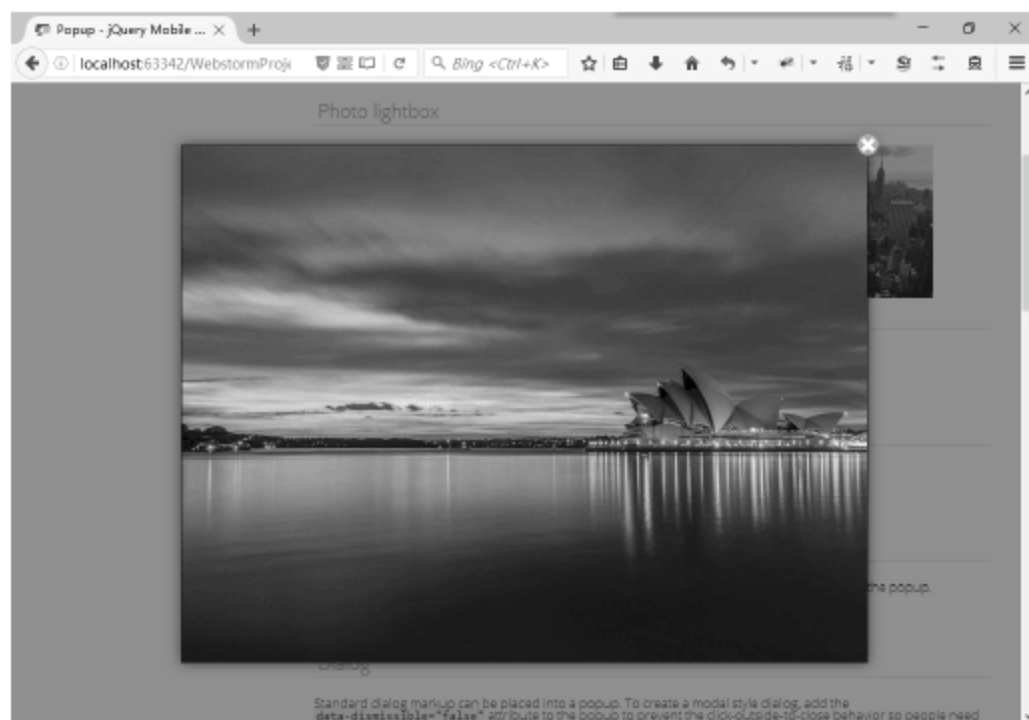 Popup - jQuery Mobile ...
localhost:63342/WebstormProje
Bing <Ctrl+K>
Photo lightbox
the popup.
Dialog
Standard dialog markup can be placed into a popup. To create a modal style dialog, add the
data-dismissible="false" attribute to the popup to prevent the click-outside-to-close behavior so people need